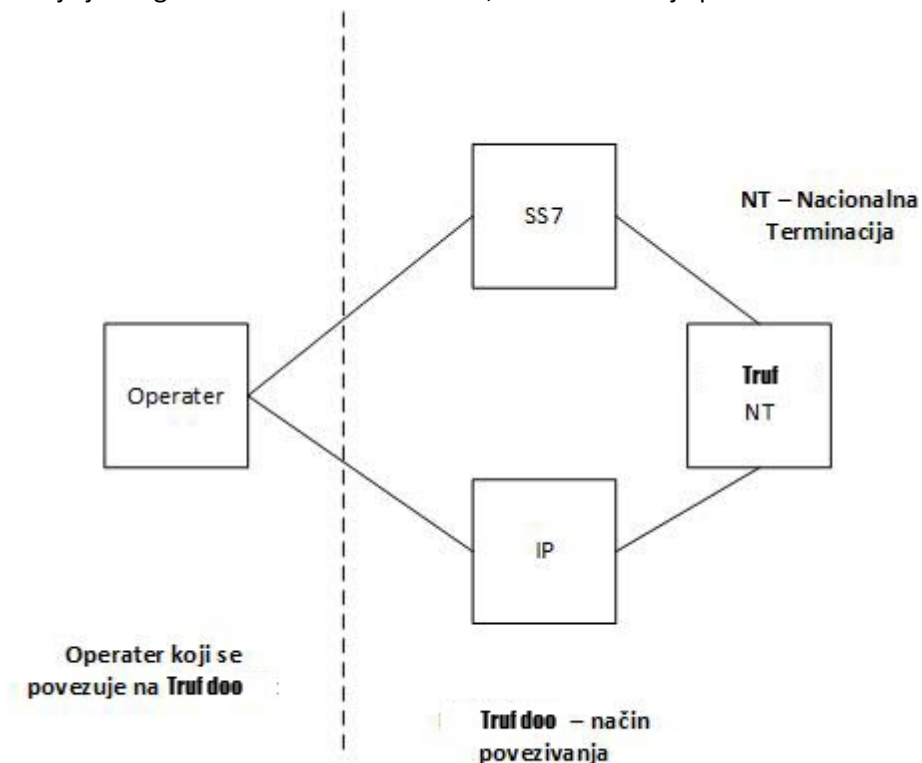 SS7
NT – Nacionalna
Terminacija
Operater
Truf
NT
IP
Operater koji se
povezuje na Truf doo
Truf doo – način
povezivanja